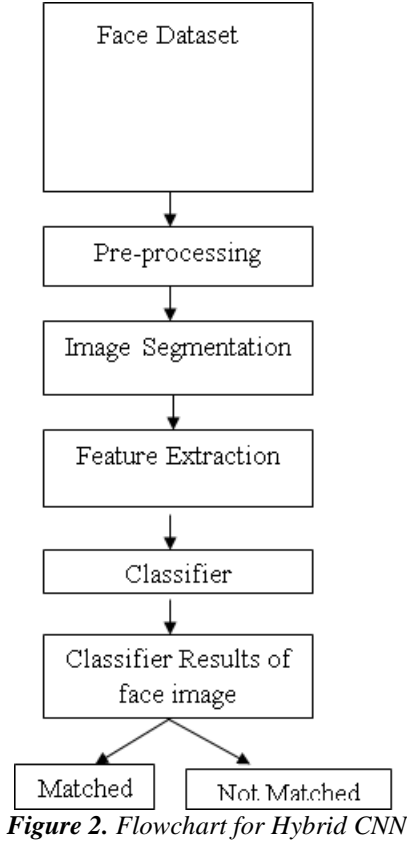 Face Dataset
Pre-processing
Image Segmentation
Feature Extraction
Classifier
Classifier Results of
face image
Matched
Not Matched
Figure 2. Flowchart for Hybrid CNN